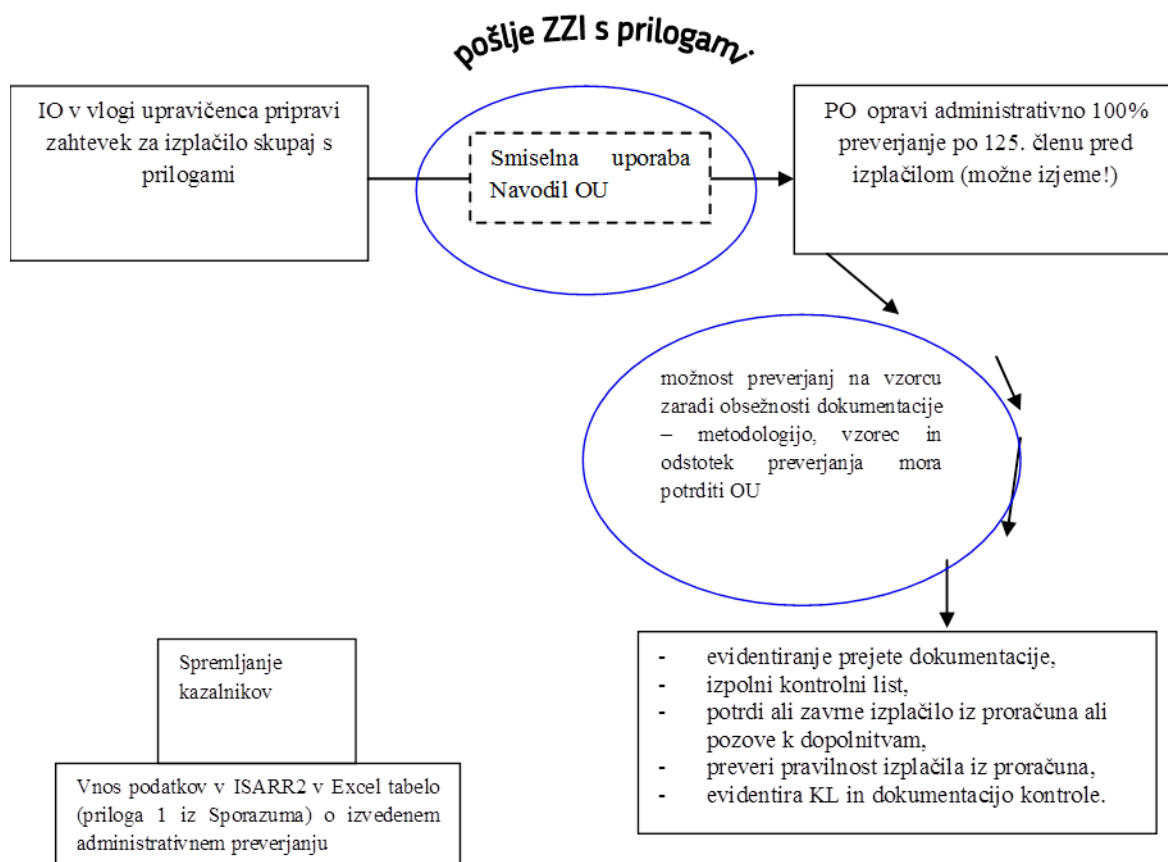 pošlje ZZI s prilogami
IO v vlogi upravičenca pripravi
zahtevek za izplačilo skupaj s
prilogami
Smiselna uporaba
Navodil OU
PO opravi administrativno 100%
preverjanje po 125. členu pred
izplačilom (možne izjeme!)
možnost preverjanj na vzorcu
zaradi obsežnosti dokumentacije
– metodologijo, vzorec in
odstotek preverjanja mora
potrditi OU
- evidentiranje prejete dokumentacije,
- izpolni kontrolni list,
- potrdi ali zavrne izplačilo iz proračuna ali
pozove k dopolnitvam,
- preveri pravilnost izplačila iz proračuna,
- evidentira KL in dokumentacijo kontrole.
Spremljanje
kazalnikov
Vnos podatkov v ISARR2 v Excel tabelo
(priloga 1 iz Sporazuma) o izvedenem
administrativnem preverjanju